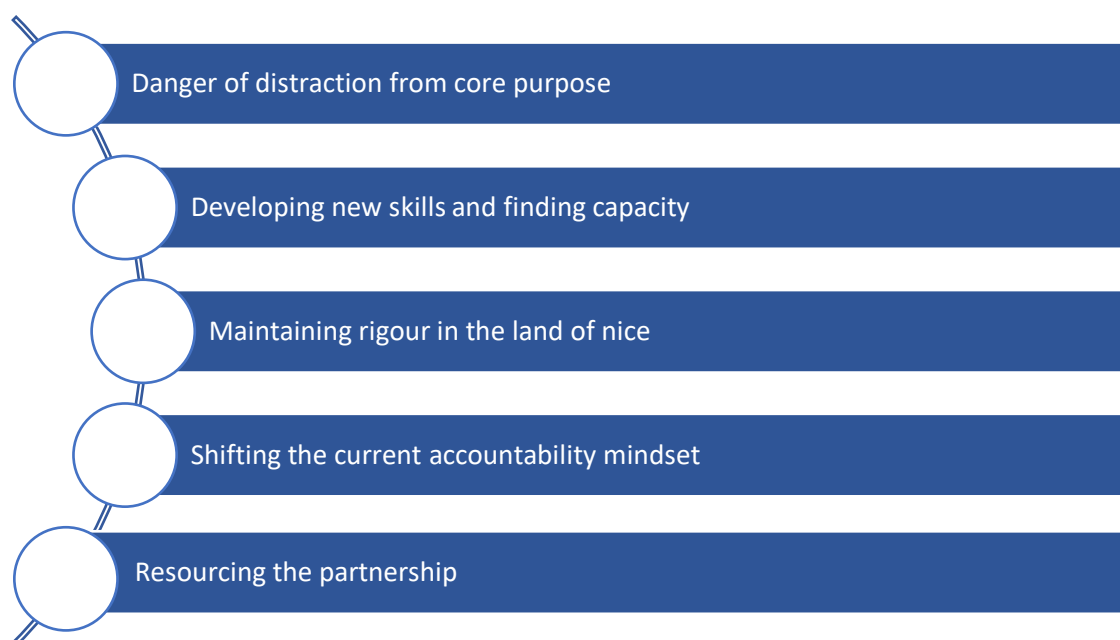 Danger of distraction from core purpose
Developing new skills and finding capacity
Maintaining rigour in the land of nice
Shifting the current accountability mindset
Resourcing the partnership